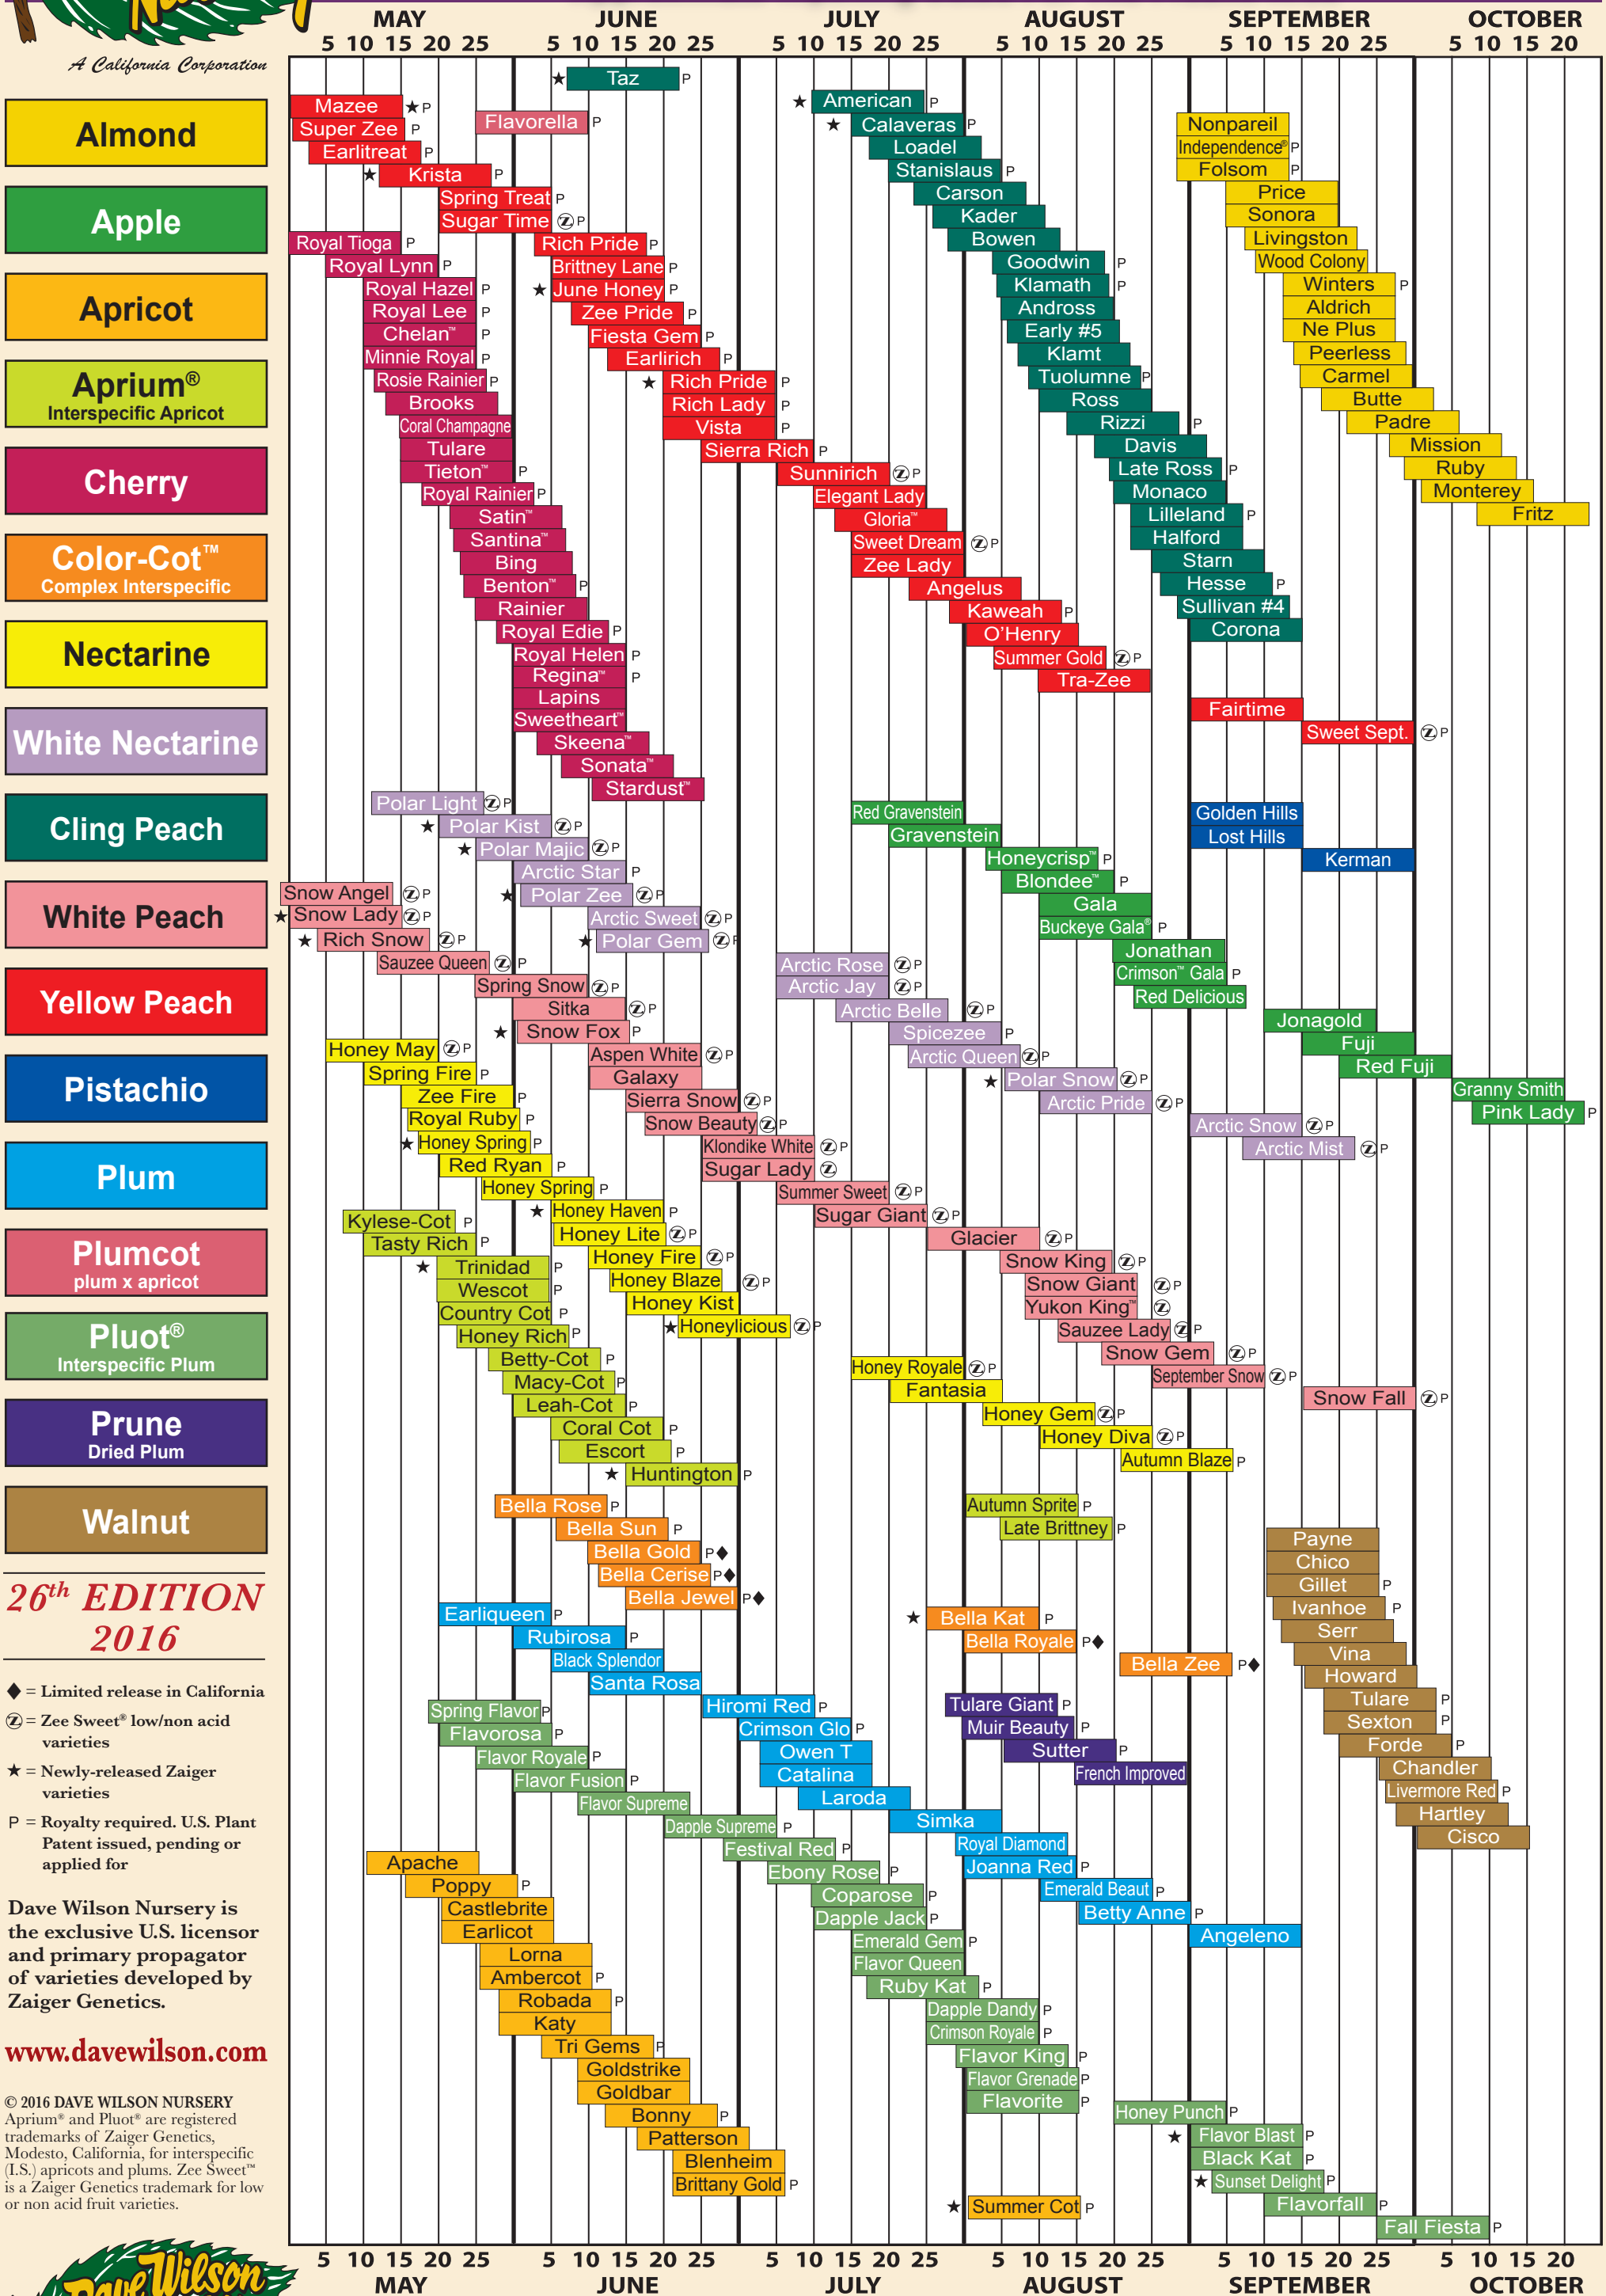 A California Corporation
MAY JUNE JULY AUGUST SEPTEMBER OCTOBER
5 10 15 20 25 5 10 15 20 25 5 10 15 20 25 5 10 15 20 25 5 10 15 20 25 5 10 15 20
Almond
Apple
Apricot
Aprium®
Interspecific Apricot
Cherry
Color-Cot™
Complex Interspecific
Nectarine
White Nectarine
Cling Peach
White Peach
Yellow Peach
Pistachio
Plum
Plumcot
plum x apricot
Pluot®
Interspecific Plum
Prune
Dried Plum
Walnut
26th EDITION
2016
♦ = Limited release in California
Ⓩ = Zee Sweet® low/non acid
varieties
★ = Newly-released Zaiger
varieties
P = Royalty required. U.S. Plant
Patent issued, pending or
applied for
Dave Wilson Nursery is
the exclusive U.S. licensor
and primary propagator
of varieties developed by
Zaiger Genetics.
www.davewilson.com
© 2016 DAVE WILSON NURSERY
Aprium® and Pluot® are registered
trademarks of Zaiger Genetics,
Modesto, California, for interspecific
(I.S.) apricots and plums. Zee Sweet™
is a Zaiger Genetics trademark for low
or non acid fruit varieties.
Dave Wilson
★ Taz P
★ American P
★ Calaveras P
Loadel
Stanislaus P
Carson
Kader
Bowen
Goodwin P
Klamath P
Andross
Early #5
Klamt
Tuolumne P
Ross
Rizzi P
Davis
Late Ross P
Monaco
Lilleland P
Halford
Starn
Hesse P
Sullivan #4
Corona
Mazee ★ P
Super Zee P
Earlitreat P
★ Krista P
Spring Treat P
Sugar Time Ⓩ P
Rich Pride P
Brittney Lane P
★ June Honey P
Zee Pride P
Fiesta Gem P
Earlirich P
★ Rich Pride P
Rich Lady P
Vista P
Sierra Rich P
Sunnirich Ⓩ P
Elegant Lady
Gloria™
Sweet Dream Ⓩ P
Zee Lady
Angelus
Kaweah P
O'Henry
Summer Gold Ⓩ P
Tra-Zee
Fairtime
Sweet Sept. Ⓩ P
Flavorella P
Nonpareil
Independence® P
Folsom P
Price
Sonora
Livingston
Wood Colony
Winters P
Aldrich
Ne Plus
Peerless
Carmel
Butte
Padre
Mission
Ruby
Monterey
Fritz
Royal Tioga P
Royal Lynn P
Royal Hazel P
Royal Lee P
Chelan™ P
Minnie Royal P
Rosie Rainier P
Brooks
Coral Champagne
Tulare
Tieton™ P
Royal Rainier P
Satin™
Santina™
Bing
Benton™ P
Rainier
Royal Edie P
Royal Helen P
Regina™ P
Lapins
Sweetheart™
Skeena™
Sonata™
Stardust™
Polar Light Ⓩ P
★ Polar Kist Ⓩ P
★ Polar Majic Ⓩ P
Arctic Star P
★ Polar Zee Ⓩ P
Arctic Sweet Ⓩ P
★ Polar Gem Ⓩ P
Arctic Rose Ⓩ P
Arctic Jay Ⓩ P
Arctic Belle Ⓩ P
Spicezee P
Arctic Queen Ⓩ P
★ Polar Snow Ⓩ P
Arctic Pride Ⓩ P
Arctic Snow Ⓩ P
Arctic Mist Ⓩ P
Red Gravenstein
Gravenstein
Honeycrisp™ P
Blondee™ P
Gala
Buckeye Gala® P
Jonathan
Crimson™ Gala P
Red Delicious
Jonagold
Fuji
Red Fuji
Granny Smith
Pink Lady P
Golden Hills
Lost Hills
Kerman
Snow Angel Ⓩ P
★ Snow Lady Ⓩ P
★ Rich Snow Ⓩ P
Sauzee Queen Ⓩ P
Spring Snow Ⓩ P
Sitka Ⓩ P
★ Snow Fox P
Aspen White Ⓩ P
Galaxy
Sierra Snow Ⓩ P
Snow Beauty Ⓩ P
Klondike White Ⓩ P
Sugar Lady Ⓩ
Summer Sweet Ⓩ P
Sugar Giant Ⓩ P
Glacier Ⓩ P
Snow King Ⓩ P
Snow Giant Ⓩ P
Yukon King™ Ⓩ
Sauzee Lady Ⓩ P
Snow Gem Ⓩ P
September Snow Ⓩ P
Snow Fall Ⓩ P
Honey May Ⓩ P
Spring Fire P
Zee Fire P
Royal Ruby P
★ Honey Spring P
Red Ryan P
Honey Spring P
★ Honey Haven P
Honey Lite Ⓩ P
Honey Fire Ⓩ P
Honey Blaze Ⓩ P
Honey Kist
★ Honeylicious Ⓩ P
Honey Royale Ⓩ P
Fantasia
Honey Gem Ⓩ P
Honey Diva Ⓩ P
Autumn Blaze P
Kylese-Cot P
Tasty Rich P
★ Trinidad P
Wescot P
Country Cot P
Honey Rich P
Betty-Cot P
Macy-Cot P
Leah-Cot P
Coral Cot P
Escort P
★ Huntington P
Autumn Sprite P
Late Brittney P
Bella Rose P
Bella Sun P
Bella Gold P♦
Bella Cerise P♦
Bella Jewel P♦
★ Bella Kat P
Bella Royale P♦
Bella Zee P♦
Payne
Chico
Gillet P
Ivanhoe P
Serr
Vina
Howard
Tulare P
Sexton P
Forde P
Chandler
Livermore Red P
Hartley
Cisco
Earliqueen P
Rubirosa P
Black Splendor
Santa Rosa
Hiromi Red P
Crimson Glo P
Owen T
Catalina
Laroda
Simka
Royal Diamond
Joanna Red P
Emerald Beaut P
Betty Anne P
Angeleno
Tulare Giant P
Muir Beauty P
Sutter P
French Improved
Spring Flavor P
Flavorosa P
Flavor Royale P
Flavor Fusion P
Flavor Supreme
Dapple Supreme P
Festival Red P
Ebony Rose P
Coparose P
Dapple Jack P
Emerald Gem P
Flavor Queen
Ruby Kat P
Dapple Dandy P
Crimson Royale P
Flavor King P
Flavor Grenade P
Flavorite P
Honey Punch P
★ Flavor Blast P
Black Kat P
★ Sunset Delight P
Flavorfall P
Fall Fiesta P
Apache
Poppy P
Castlebrite
Earlicot
Lorna
Ambercot P
Robada P
Katy
Tri Gems P
Goldstrike
Goldbar
Bonny P
Patterson
Blenheim
Brittany Gold P
★ Summer Cot P
5 10 15 20 25 5 10 15 20 25 5 10 15 20 25 5 10 15 20 25 5 10 15 20 25 5 10 15 20
MAY JUNE JULY AUGUST SEPTEMBER OCTOBER